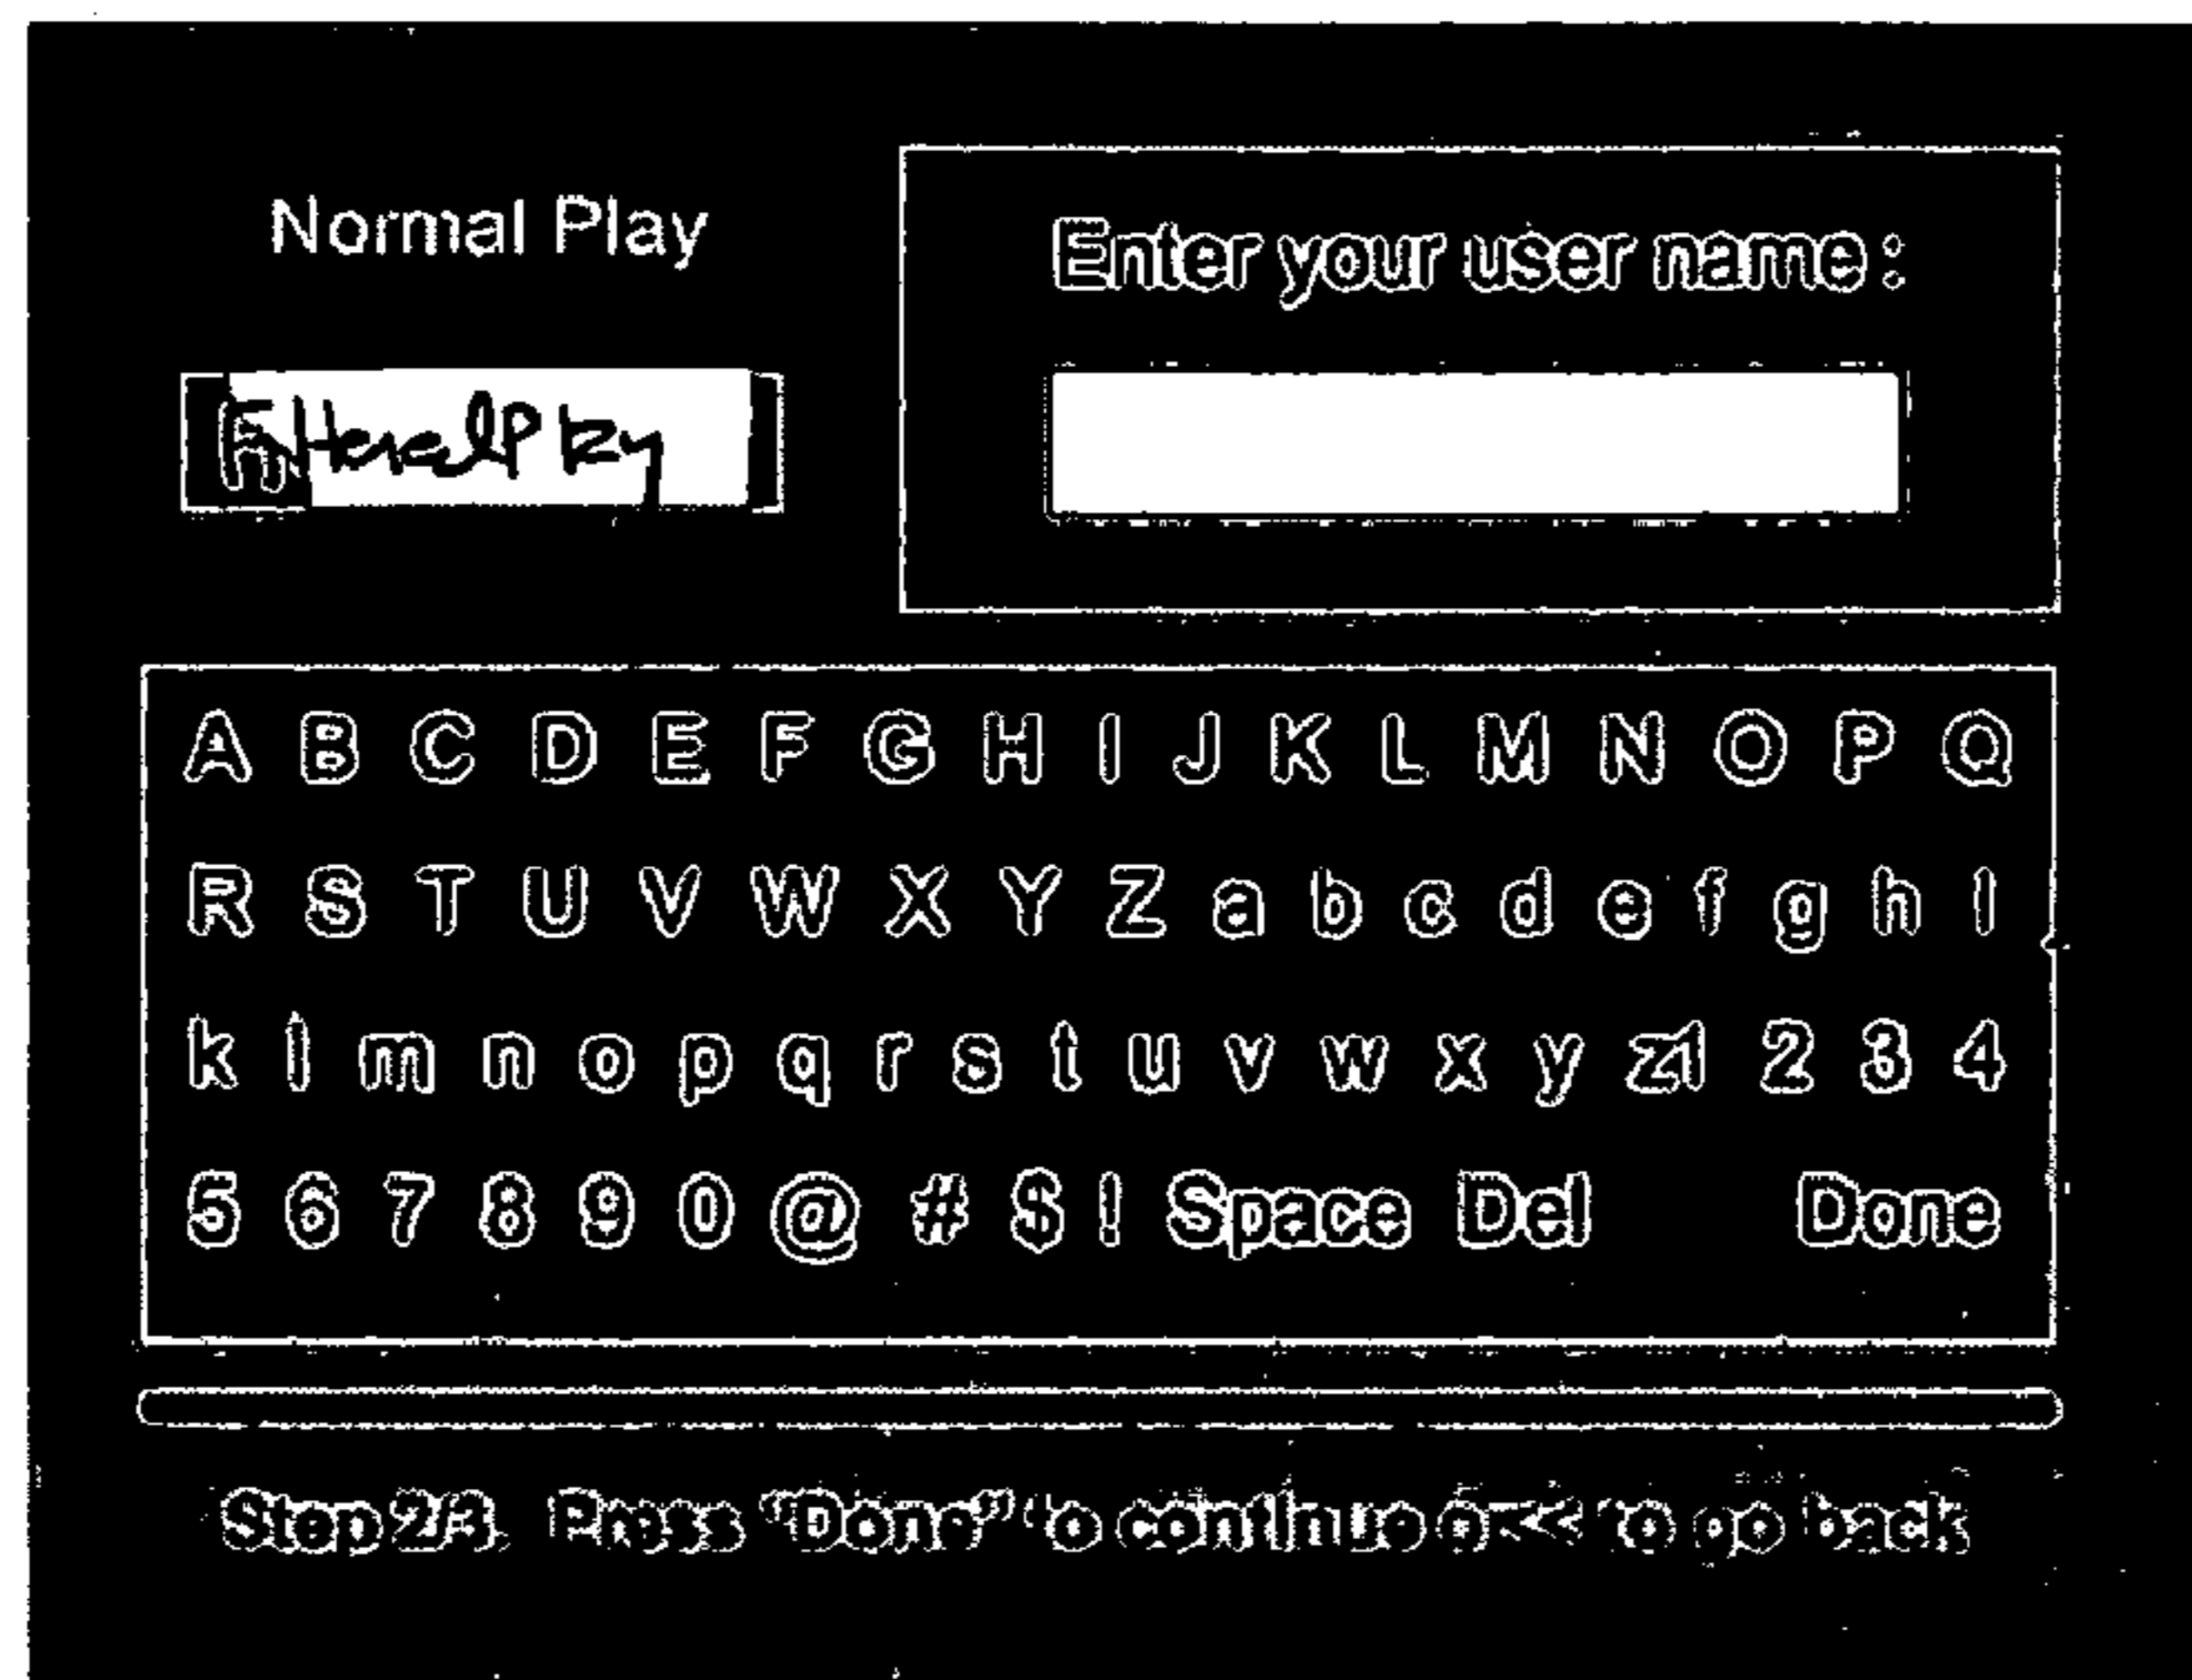 Normal Play
Enter your user name :
A B C D E F G H I J K L M N O P Q
R S T U V W X Y Z a b c d e f g h I
k l m n o p q r s t u v w x y z 1 2 3 4
5 6 7 8 9 0 @ # $ ! Space Del Done
Step 2/3. Press "Done" to continue << to go back